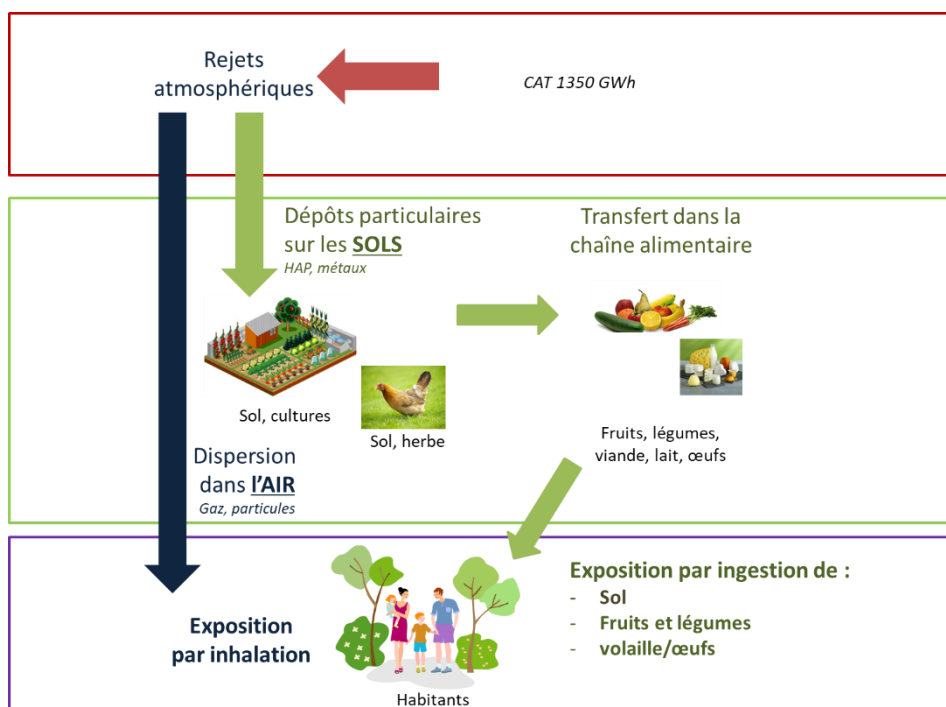 Rejets
atmosphériques
CAT 1350 GWh
Dépôts particulaires
sur les SOLS
HAP, métaux
Transfert dans la
chaîne alimentaire
Sol, cultures
Sol, herbe
Fruits, légumes,
viande, lait, œufs
Dispersion
dans l’AIR
Gaz, particules
Exposition
par inhalation
Habitants
Exposition par ingestion de :
- Sol
- Fruits et légumes
- volaille/œufs